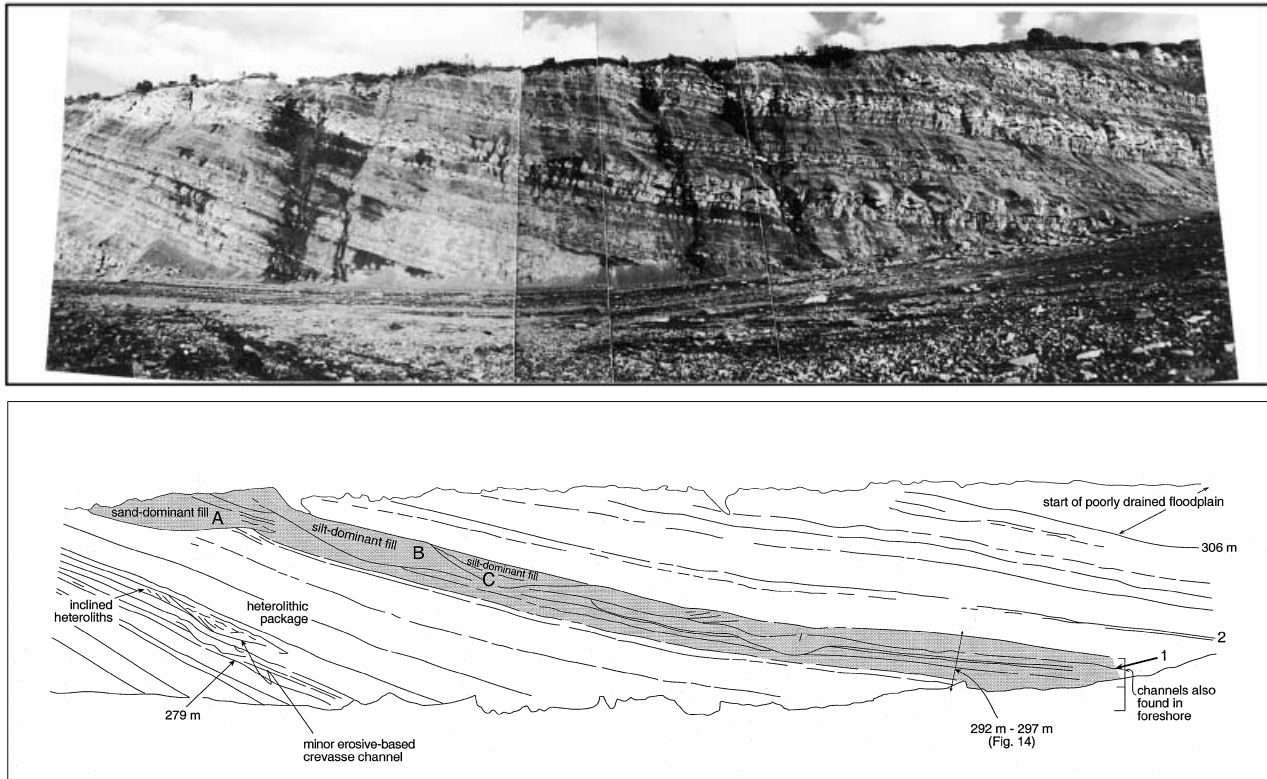 start of poorly drained floodplain
sand-dominant fill
A
silt-dominant fill
B
306 m
silt-dominant fill
C
inclined
heteroliths
heterolithic
package
2
1
channels also
found in
foreshore
279 m
292 m - 297 m
(Fig. 14)
minor erosive-based
crevasse channel